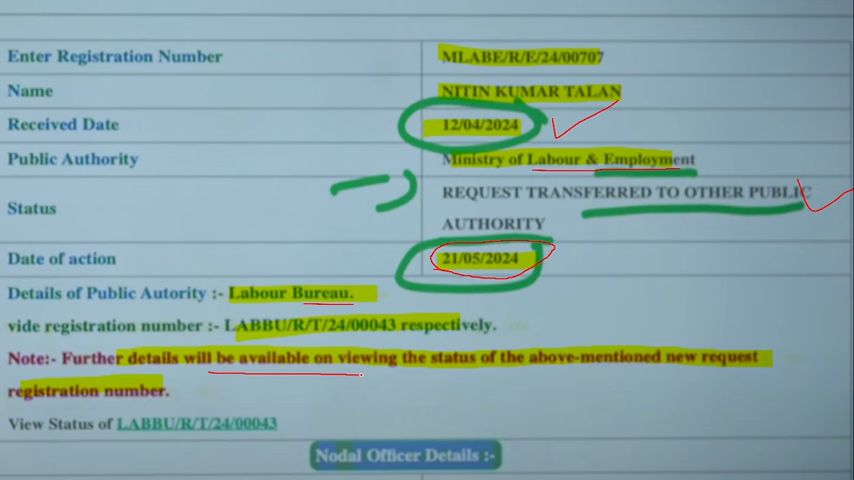 Enter Registration Number MLABE/R/E/24/00707
Name NITIN KUMAR TALAN
Received Date 12/04/2024
Public Authority Ministry of Labour & Employment
Status REQUEST TRANSFERRED TO OTHER PUBLIC
AUTHORITY
Date of action 21/05/2024
Details of Public Autority :- Labour Bureau.
vide registration number :- LABBU/R/T/24/00043 respectively.
Note:- Further details will be available on viewing the status of the above-mentioned new request
registration number.
View Status of LABBU/R/T/24/00043
Nodal Officer Details :-